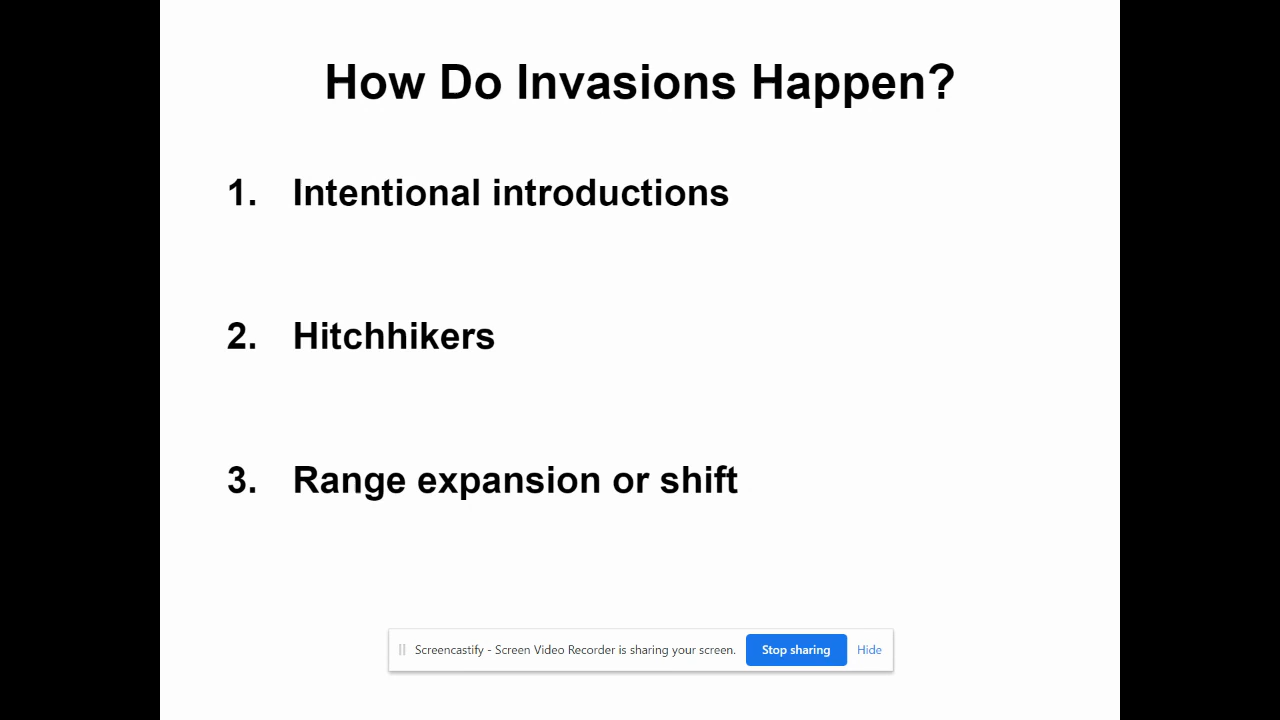 How Do Invasions Happen?
1. Intentional introductions
2. Hitchhikers
3. Range expansion or shift
Screencastify - Screen Video Recorder is sharing your screen. Stop sharing Hide